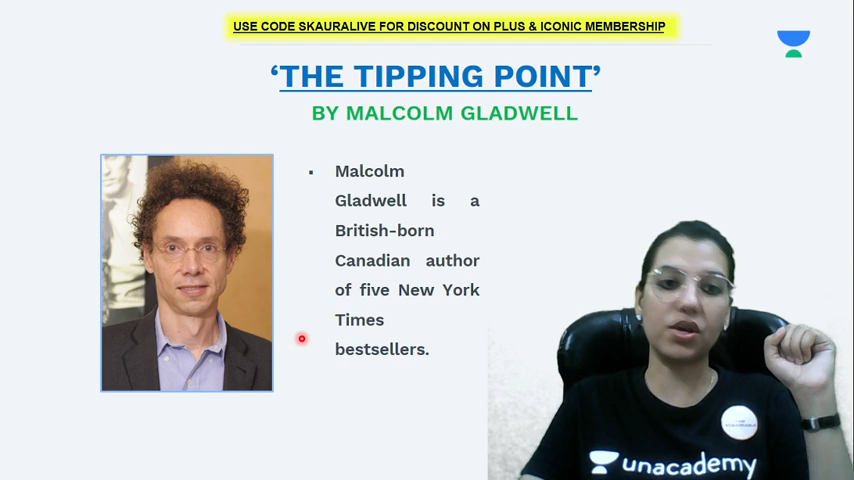 USE CODE SKAURALIVE FOR DISCOUNT ON PLUS & ICONIC MEMBERSHIP
‘THE TIPPING POINT’
BY MALCOLM GLADWELL
▪ Malcolm
Gladwell is a
British-born
Canadian author
of five New York
Times
bestsellers.
unacademy